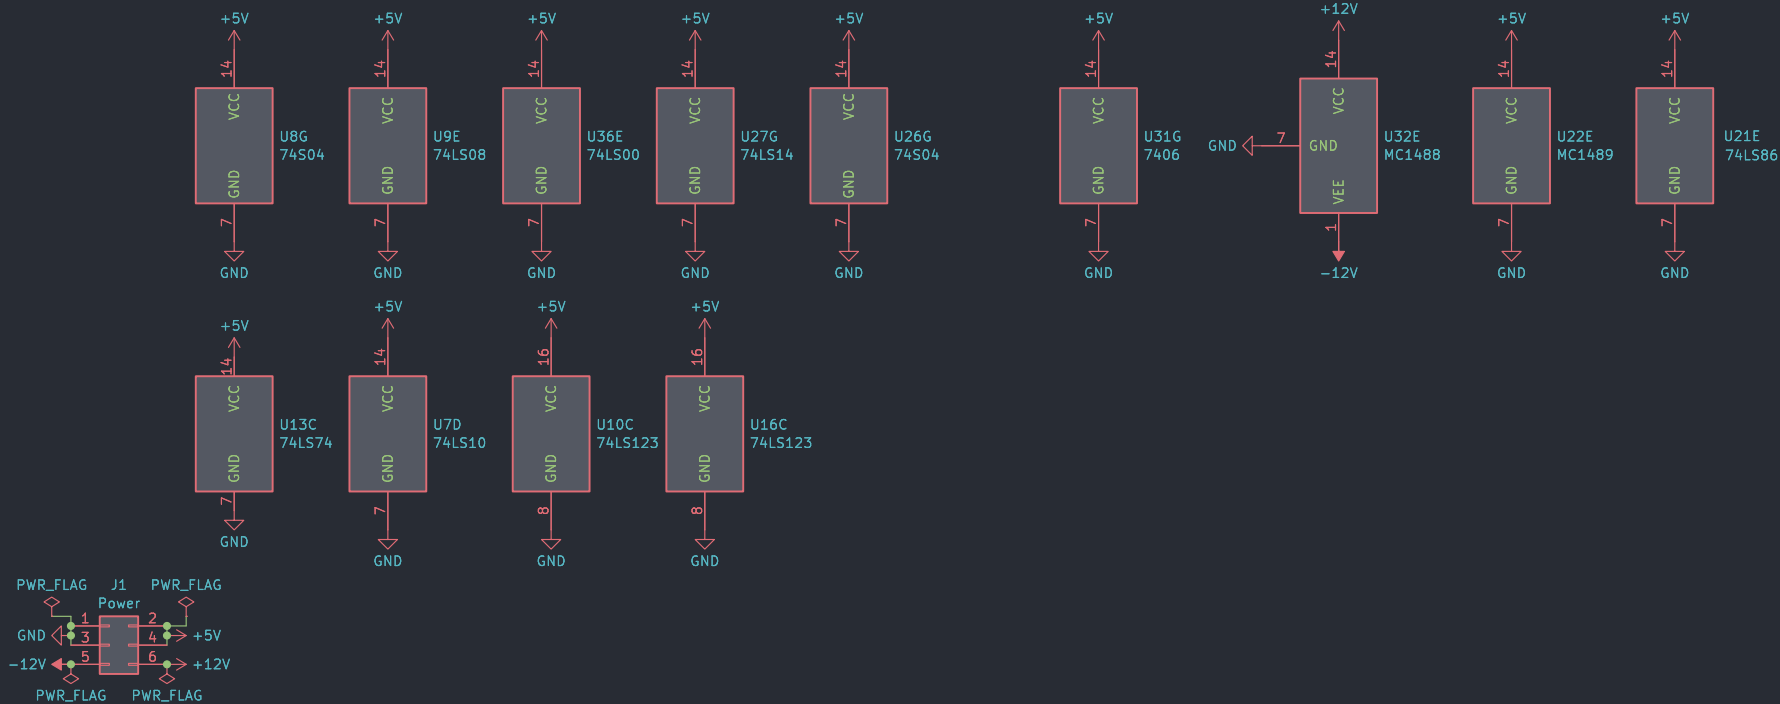 +5V
14
VCC
GND
7
GND
U8G
74S04
+5V
14
VCC
GND
7
GND
U9E
74LS08
+5V
14
VCC
GND
7
GND
U36E
74LS00
+5V
14
VCC
GND
7
GND
U27G
74LS14
+5V
14
VCC
GND
7
GND
U26G
74S04
+5V
14
VCC
GND
7
GND
U31G
7406
+12V
14
VCC
GND
7
GND
VEE
1
-12V
U32E
MC1488
+5V
14
VCC
GND
7
GND
U22E
MC1489
+5V
14
VCC
GND
7
GND
U21E
74LS86
+5V
14
VCC
GND
7
GND
U13C
74LS74
+5V
14
VCC
GND
7
GND
U7D
74LS10
+5V
16
VCC
GND
8
GND
U10C
74LS123
+5V
16
VCC
GND
8
GND
U16C
74LS123
PWR_FLAG
J1
PWR_FLAG
Power
1
2
GND
3
4
+5V
-12V
5
6
+12V
PWR_FLAG
PWR_FLAG